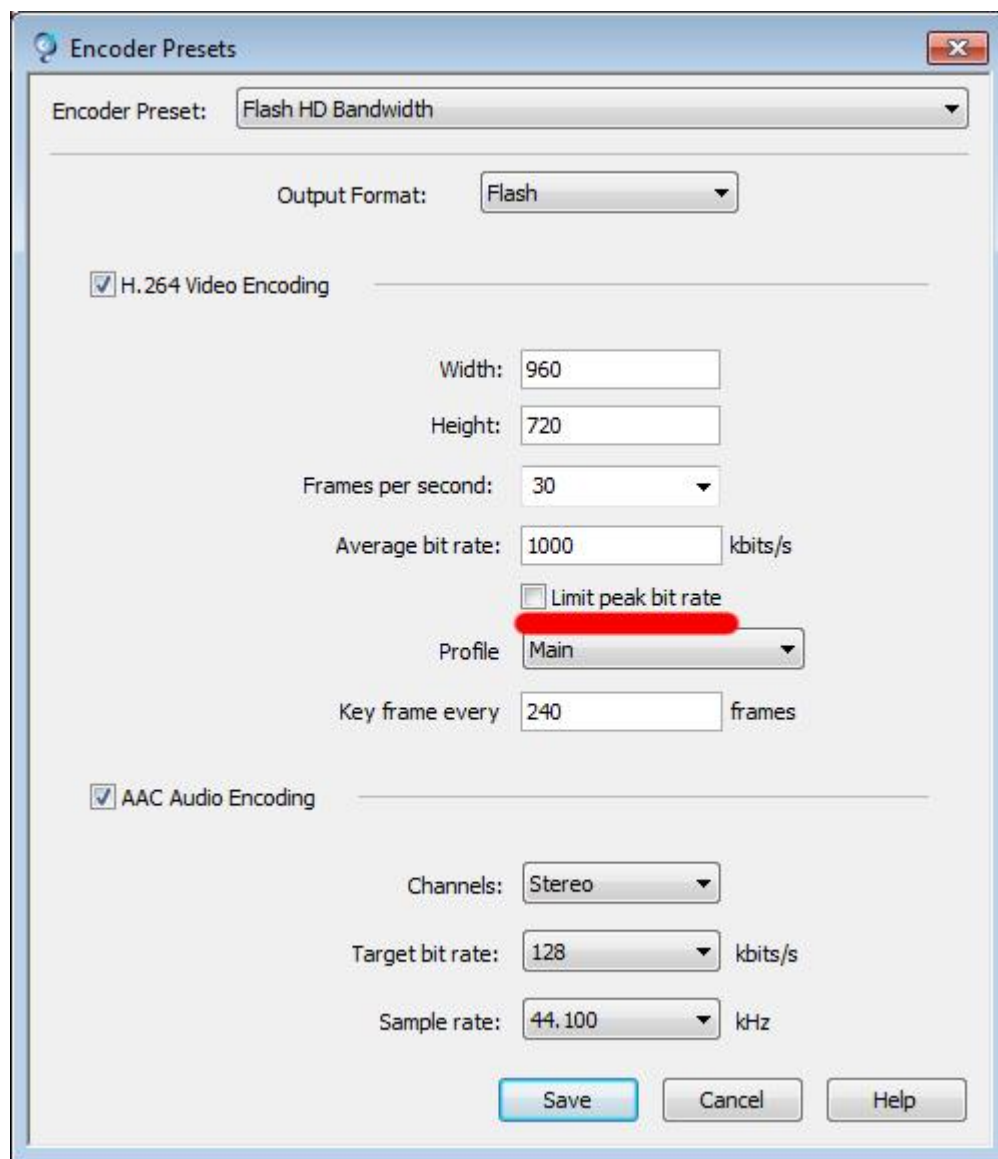 Encoder Presets
Encoder Preset: Flash HD Bandwidth
Output Format: Flash
H.264 Video Encoding
Width: 960
Height: 720
Frames per second: 30
Average bit rate: 1000 kbits/s
Limit peak bit rate
Profile Main
Key frame every 240 frames
AAC Audio Encoding
Channels: Stereo
Target bit rate: 128 kbits/s
Sample rate: 44.100 kHz
Save Cancel Help